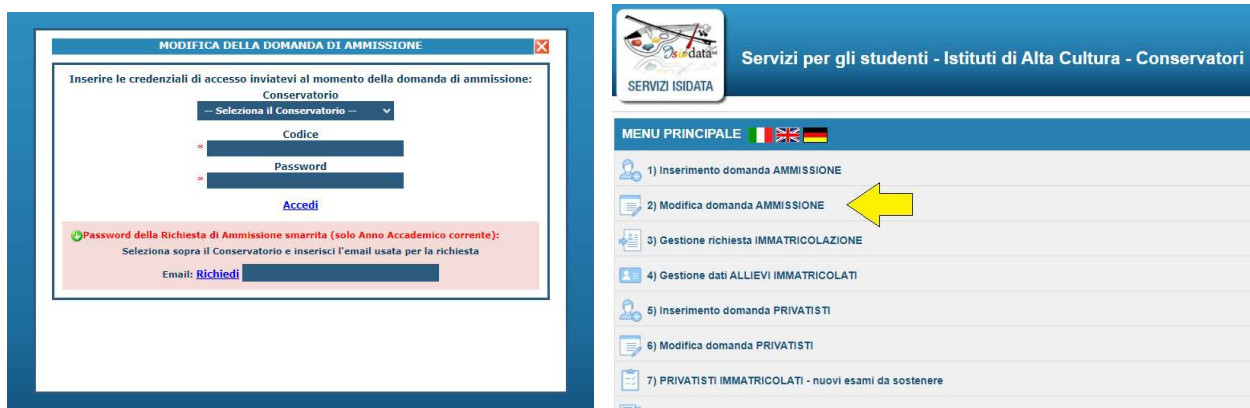 MODIFICA DELLA DOMANDA DI AMMISSIONE
Inserire le credenziali di accesso inviatevi al momento della domanda di ammissione:
Conservatorio
-- Seleziona il Conservatorio --
Codice
*
Password
*
Accedi
Password della Richiesta di Ammissione smarrita (solo Anno Accademico corrente):
Seleziona sopra il Conservatorio e inserisci l'email usata per la richiesta
Email: Richiedi
Isidata
SERVIZI ISIDATA
Servizi per gli studenti - Istituti di Alta Cultura - Conservatori
MENU PRINCIPALE
1) Inserimento domanda AMMISSIONE
2) Modifica domanda AMMISSIONE
3) Gestione richiesta IMMATRICOLAZIONE
4) Gestione dati ALLIEVI IMMATRICOLATI
5) Inserimento domanda PRIVATISTI
6) Modifica domanda PRIVATISTI
7) PRIVATISTI IMMATRICOLATI - nuovi esami da sostenere